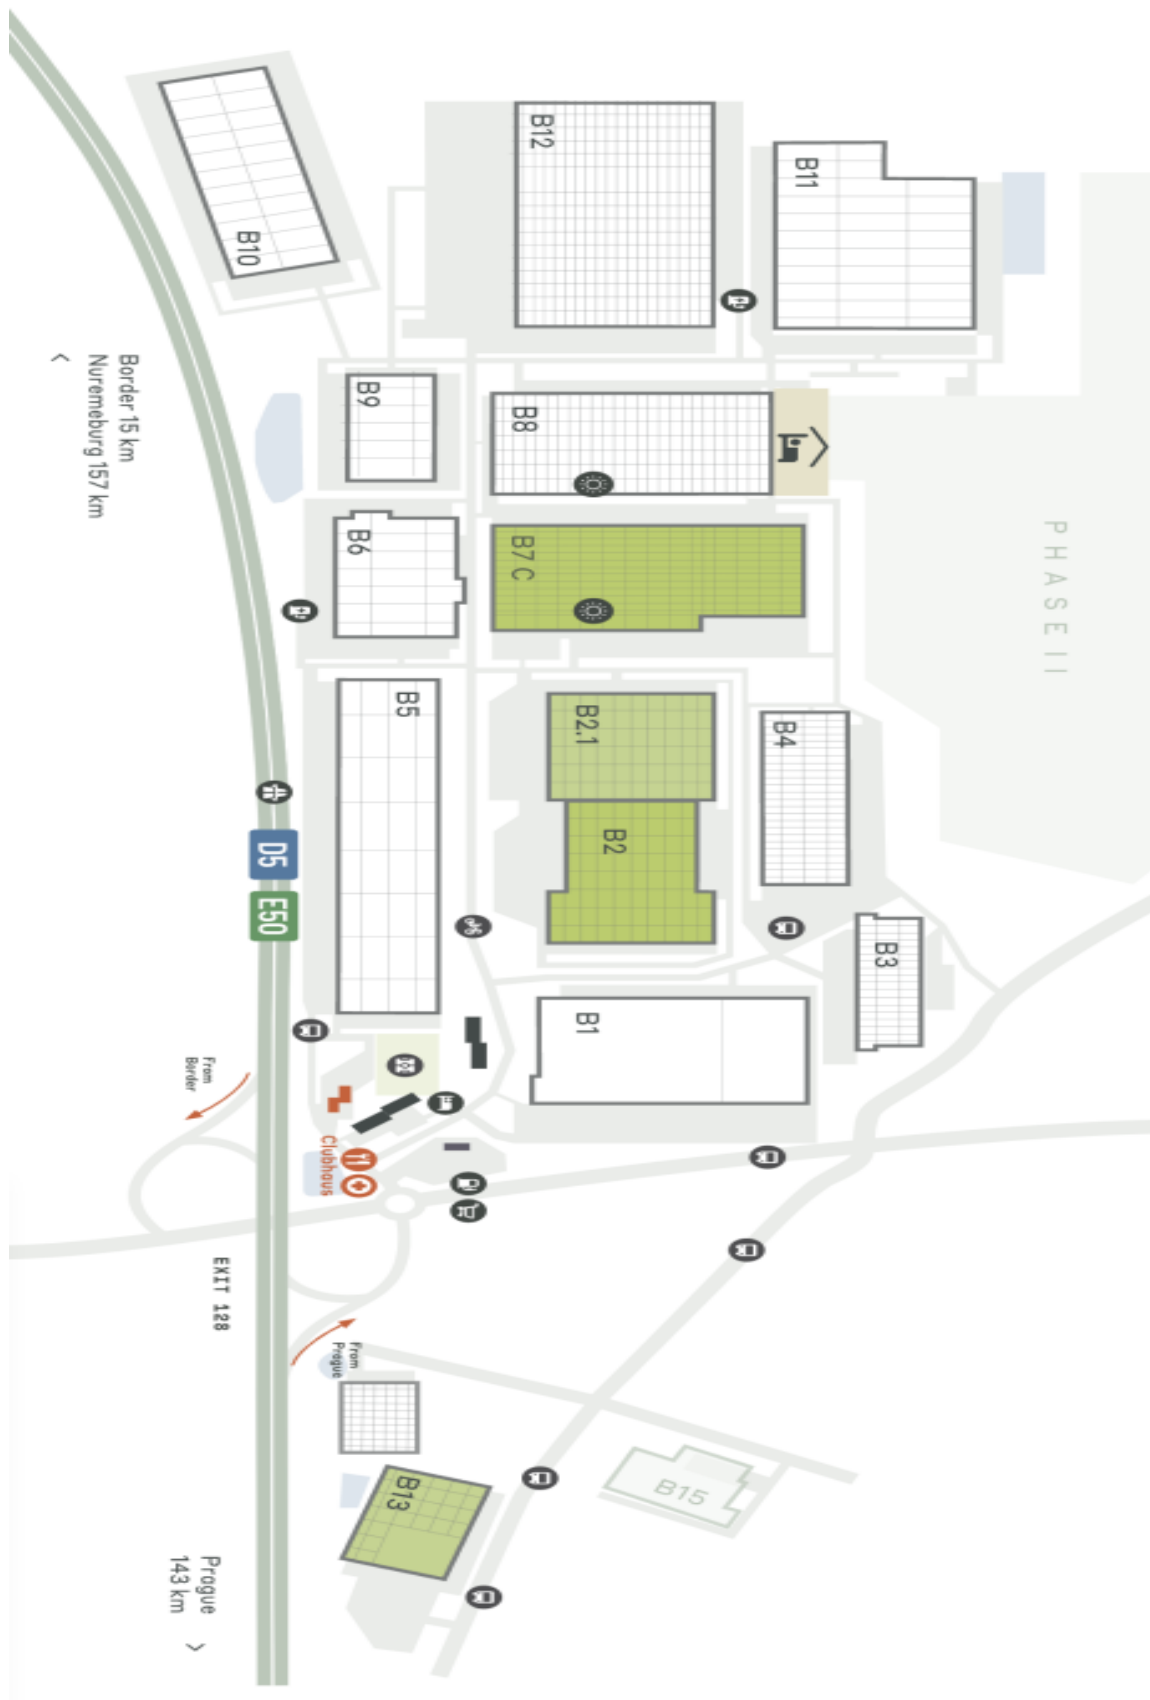 B10
B12
B11
Border 15 km
Nuremeburg 157 km
<
B9
B8
B6
B7 C
PHASE II
B5
B2.1
B4
B2
D5
E50
B3
B1
From
Border
Clubhaus
EXIT 128
From
Prague
B13
B15
Prague
143 km
>